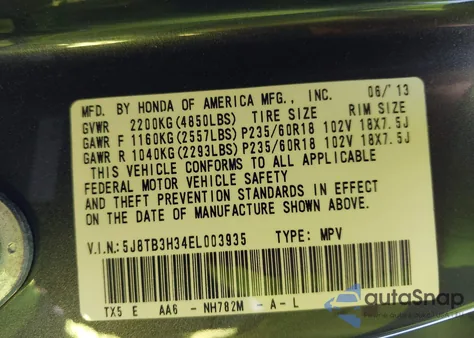 MFD. BY HONDA OF AMERICA MFG., INC. 06/'13
GVWR 2200KG(4850LBS) TIRE SIZE RIM SIZE
GAWR F 1160KG(2557LBS) P235/60R18 102V 18X7.5J
GAWR R 1040KG(2293LBS) P235/60R18 102V 18X7.5J
THIS VEHICLE CONFORMS TO ALL APPLICABLE
FEDERAL MOTOR VEHICLE SAFETY
AND THEFT PREVENTION STANDARDS IN EFFECT
ON THE DATE OF MANUFACTURE SHOWN ABOVE.
V.I.N.:5J8TB3H34EL003935 TYPE: MPV
TX5 E AA6- NH782M -A-L
autoSnap